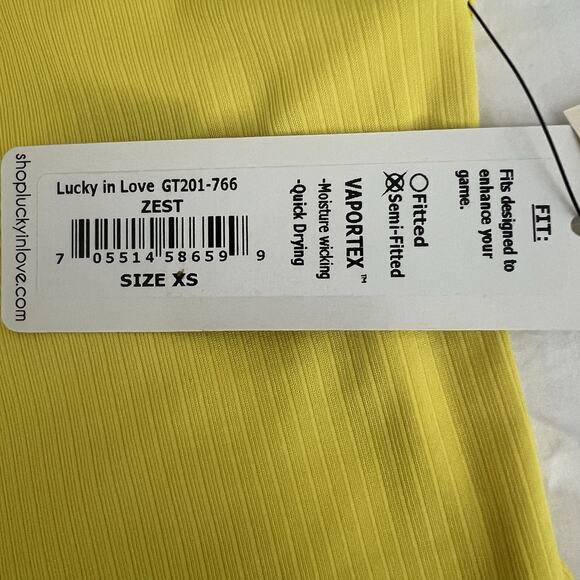 shopluckyinlove.com
Lucky in Love GT201-766
ZEST
7 05514 58659 9
SIZE XS
FIT:
Fits designed to
enhance your
game.
Fitted
Semi-Fitted
VAPORTEX™
-Moisture wicking
-Quick Drying